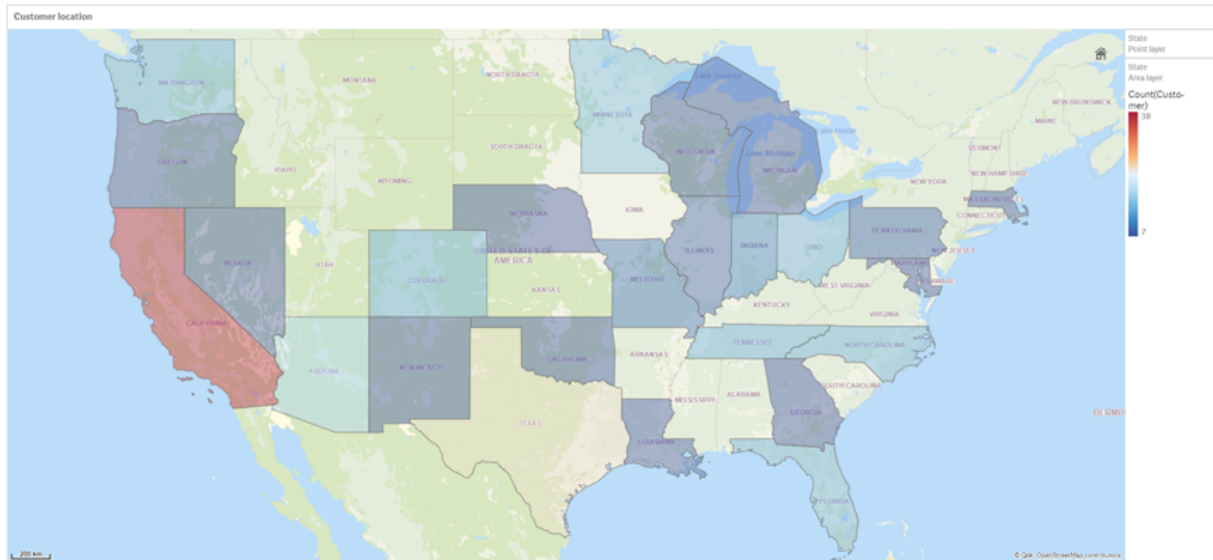 Customer location
State
Point layer
State
Area layer
Count(Custo-
mer)
38
7
WASHINGTON
MONTANA
NORTH DAKOTA
MINNESOTA
Lake Superior
NEW BRUNSWICK
MAINE
Lake Huron
OREGON
IDAHO
SOUTH DAKOTA
WISCONSIN
Lake Michigan
MICHIGAN
VERMONT
WYOMING
NEW YORK
NEW HAMPSHIRE
MASSACHUSETTS
NEBRASKA
IOWA
CONNECTICUT
PENNSYLVANIA
NEVADA
UTAH
UNITED STATES OF
AMERICA
ILLINOIS
INDIANA
OHIO
NEW JERSEY
COLORADO
MISSOURI
MARYLAND
DELAWARE
KANSAS
WEST VIRGINIA
KENTUCKY
VIRGINIA
CALIFORNIA
TENNESSEE
NORTH CAROLINA
ARIZONA
NEW MEXICO
OKLAHOMA
ARKANSAS
SOUTH CAROLINA
MISSISSIPPI
ALABAMA
GEORGIA
TEXAS
LOUISIANA
FLORIDA
200 km
© Qlik, OpenStreetMap contributors